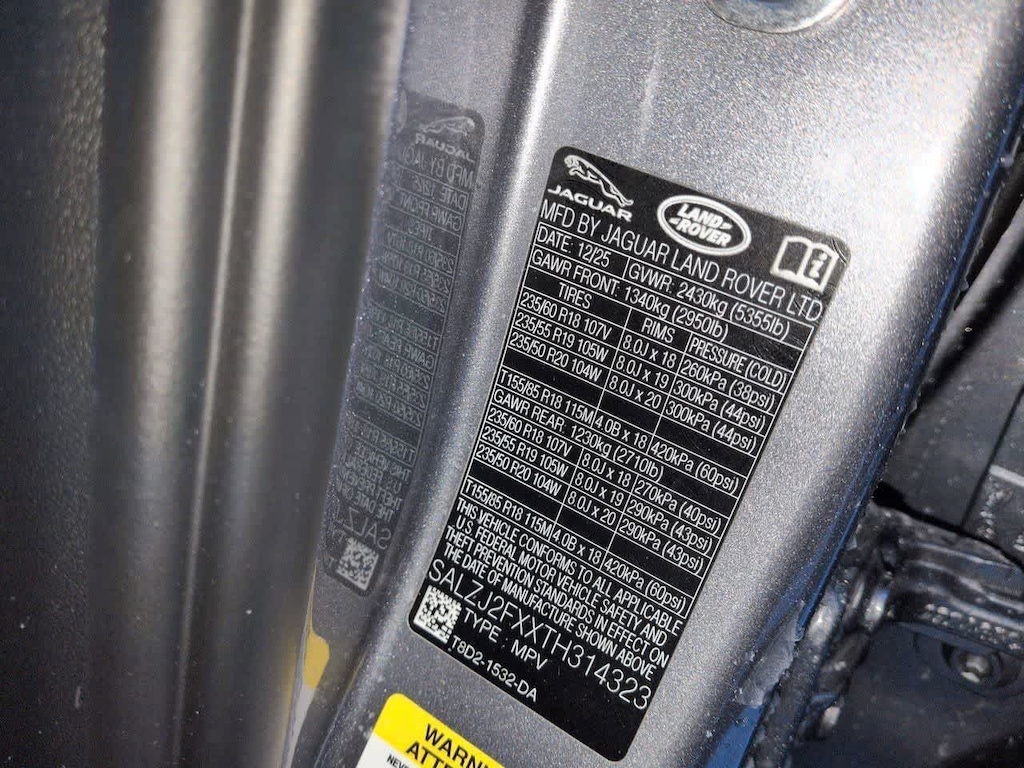 JAGUAR
LAND ROVER
MFD BY JAGUAR LAND ROVER LTD
DATE: 12/25 GVWR: 2430kg (5355lb)
GAWR FRONT: 1340kg (2950lb)
TIRES RIMS PRESSURE (COLD)
235/60 R18 107V 8.0J x 18 260kPa (38psi)
235/55 R19 105W 8.0J x 19 300kPa (44psi)
235/50 R20 104W 8.0J x 20 300kPa (44psi)
T155/85 R18 115M 4.0B x 18 420kPa (60psi)
GAWR REAR: 1230kg (2710lb)
235/60 R18 107V 8.0J x 18 270kPa (40psi)
235/55 R19 105W 8.0J x 19 290kPa (43psi)
235/50 R20 104W 8.0J x 20 290kPa (43psi)
T155/85 R18 115M 4.0B x 18 420kPa (60psi)
THIS VEHICLE CONFORMS TO ALL APPLICABLE
U.S. FEDERAL MOTOR VEHICLE SAFETY AND
THEFT PREVENTION STANDARDS IN EFFECT ON
THE DATE OF MANUFACTURE SHOWN ABOVE
SALZJ2FXXTH314323
TYPE: MPV
T8D2-1532-DA